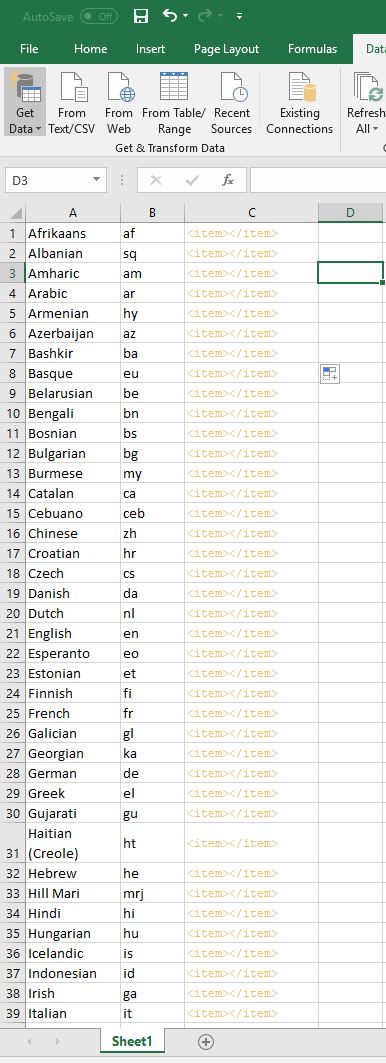 AutoSave Off
File Home Insert Page Layout Formulas Data
Get Data From Text/CSV From Web From Table/ Range Recent Sources Existing Connections Refresh All
Get & Transform Data
D3 fx
A B C D
1 Afrikaans af <item></item>
2 Albanian sq <item></item>
3 Amharic am <item></item>
4 Arabic ar <item></item>
5 Armenian hy <item></item>
6 Azerbaijan az <item></item>
7 Bashkir ba <item></item>
8 Basque eu <item></item>
9 Belarusian be <item></item>
10 Bengali bn <item></item>
11 Bosnian bs <item></item>
12 Bulgarian bg <item></item>
13 Burmese my <item></item>
14 Catalan ca <item></item>
15 Cebuano ceb <item></item>
16 Chinese zh <item></item>
17 Croatian hr <item></item>
18 Czech cs <item></item>
19 Danish da <item></item>
20 Dutch nl <item></item>
21 English en <item></item>
22 Esperanto eo <item></item>
23 Estonian et <item></item>
24 Finnish fi <item></item>
25 French fr <item></item>
26 Galician gl <item></item>
27 Georgian ka <item></item>
28 German de <item></item>
29 Greek el <item></item>
30 Gujarati gu <item></item>
31 Haitian (Creole) ht <item></item>
32 Hebrew he <item></item>
33 Hill Mari mrj <item></item>
34 Hindi hi <item></item>
35 Hungarian hu <item></item>
36 Icelandic is <item></item>
37 Indonesian id <item></item>
38 Irish ga <item></item>
39 Italian it <item></item>
Sheet1